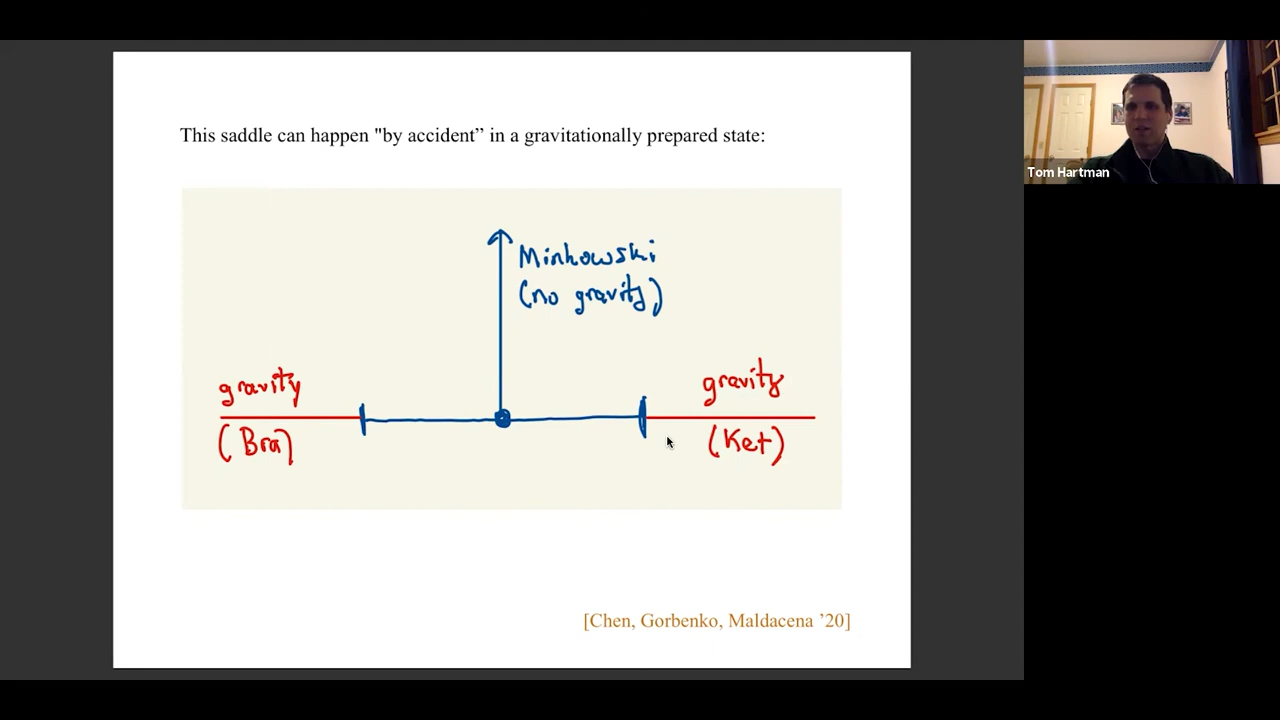 This saddle can happen "by accident” in a gravitationally prepared state:
Minkowski
(no gravity)
gravity
(Bra)
gravity
(Ket)
[Chen, Gorbenko, Maldacena ’20]
Tom Hartman